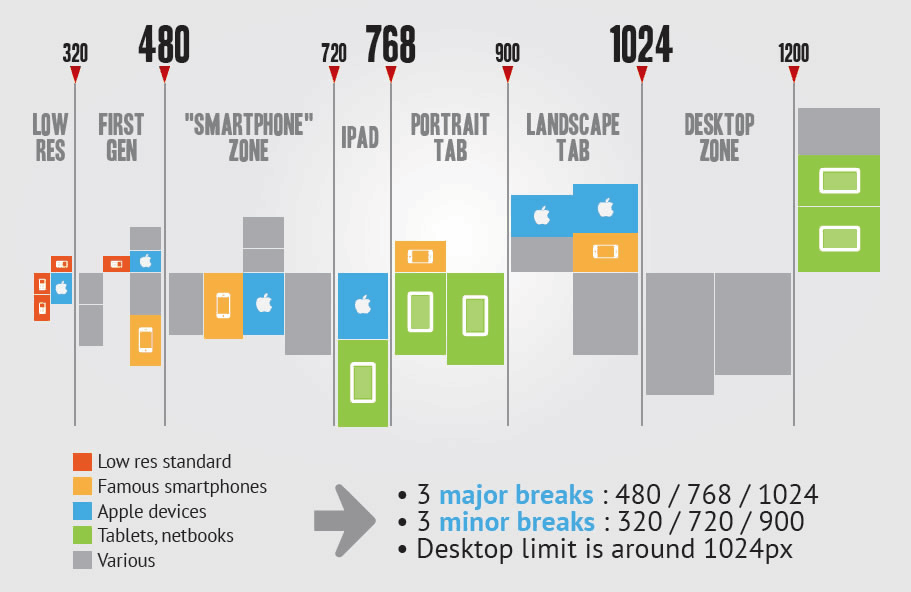 320
480
720
768
900
1024
1200
LOW
RES
FIRST
GEN
"SMARTPHONE"
ZONE
IPAD
PORTRAIT
TAB
LANDSCAPE
TAB
DESKTOP
ZONE
Low res standard
Famous smartphones
Apple devices
Tablets, netbooks
Various
• 3 major breaks : 480 / 768 / 1024
• 3 minor breaks : 320 / 720 / 900
• Desktop limit is around 1024px